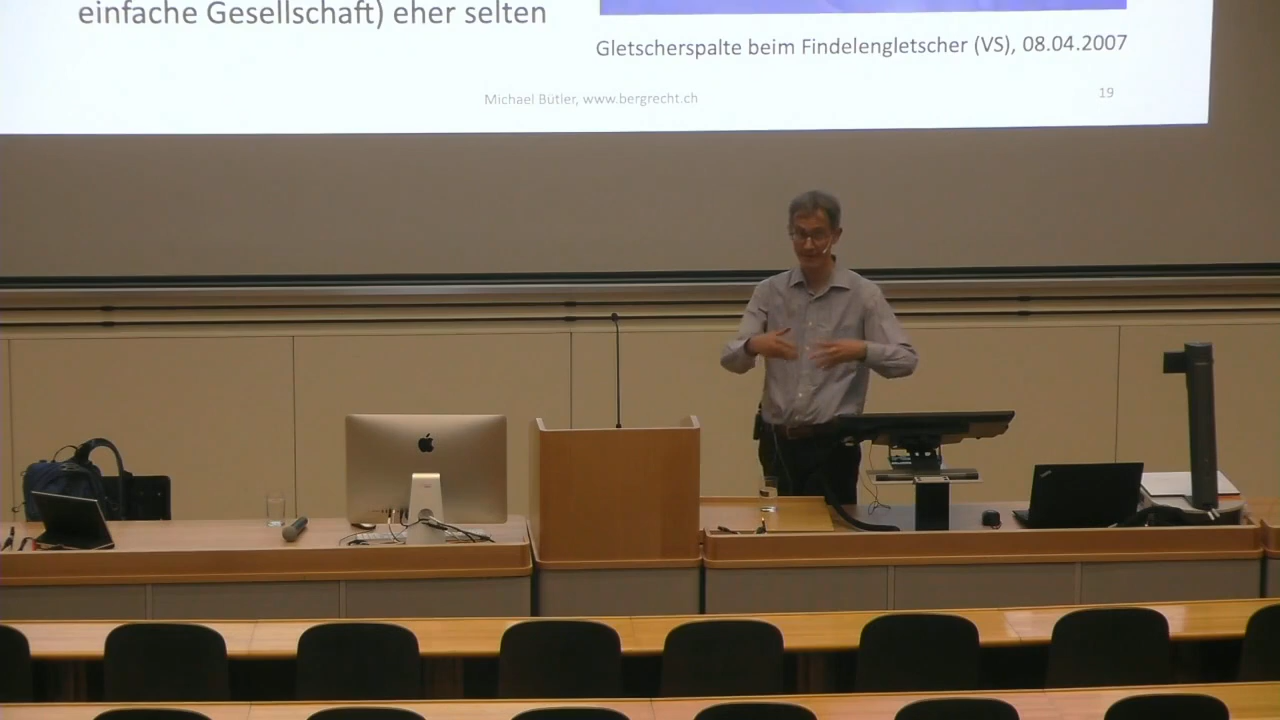 einfache Gesellschaft) eher selten
Gletscherspalte beim Findelengletscher (VS), 08.04.2007
Michael Bütler, www.bergrecht.ch
19